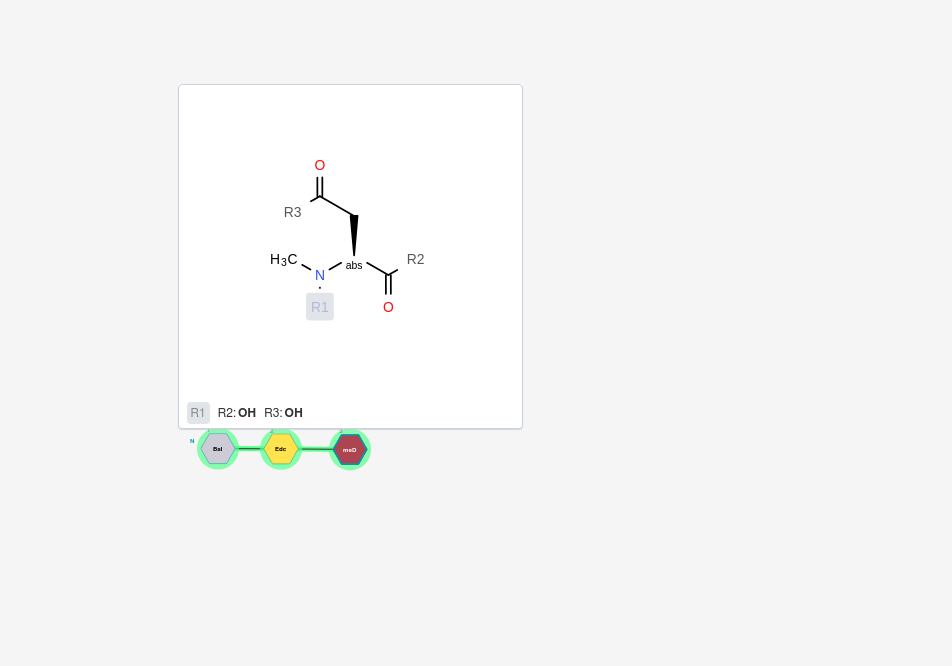 O
R3
H3C
abs
R2
N
R1
O
R1 R2: OH R3: OH
N
Bal Edc meD